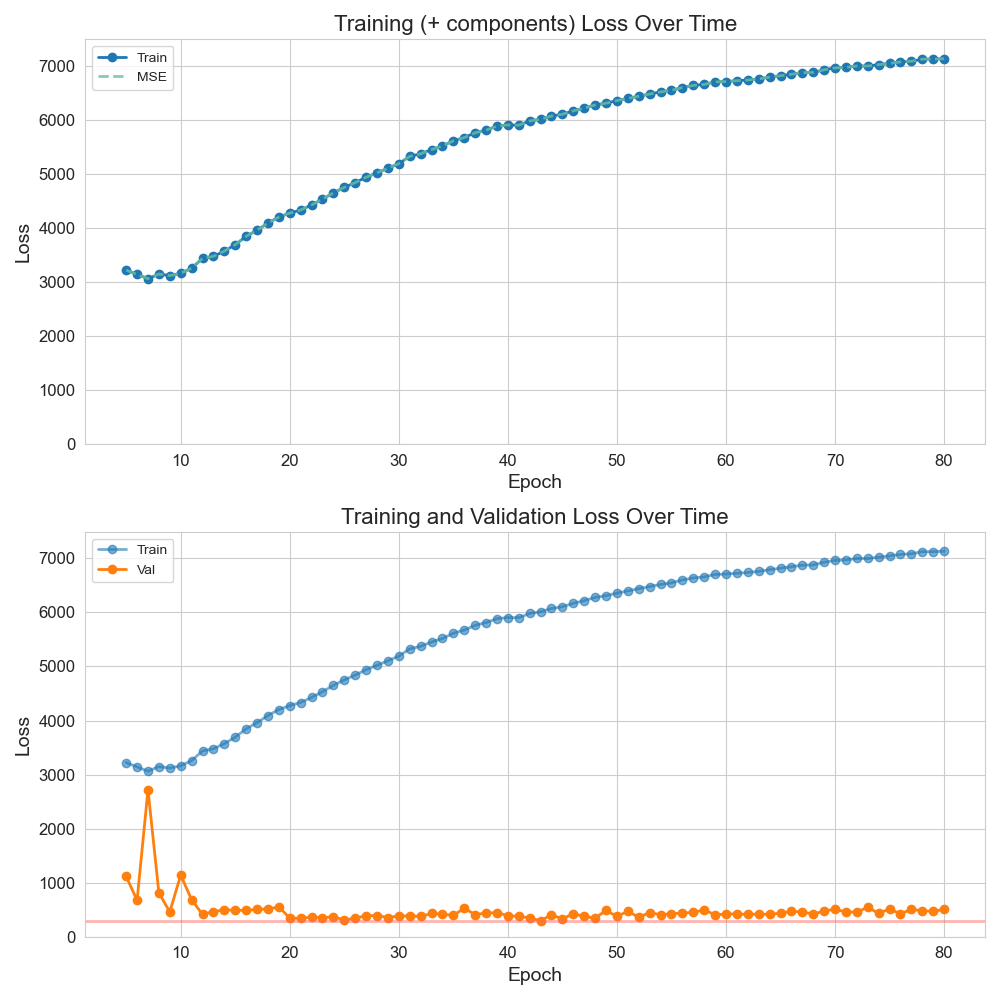 Training (+ components) Loss Over Time
Train
MSE
Loss
7000
6000
5000
4000
3000
2000
1000
0
10 20 30 40 50 60 70 80
Epoch
Training and Validation Loss Over Time
Train
Val
Loss
7000
6000
5000
4000
3000
2000
1000
0
10 20 30 40 50 60 70 80
Epoch